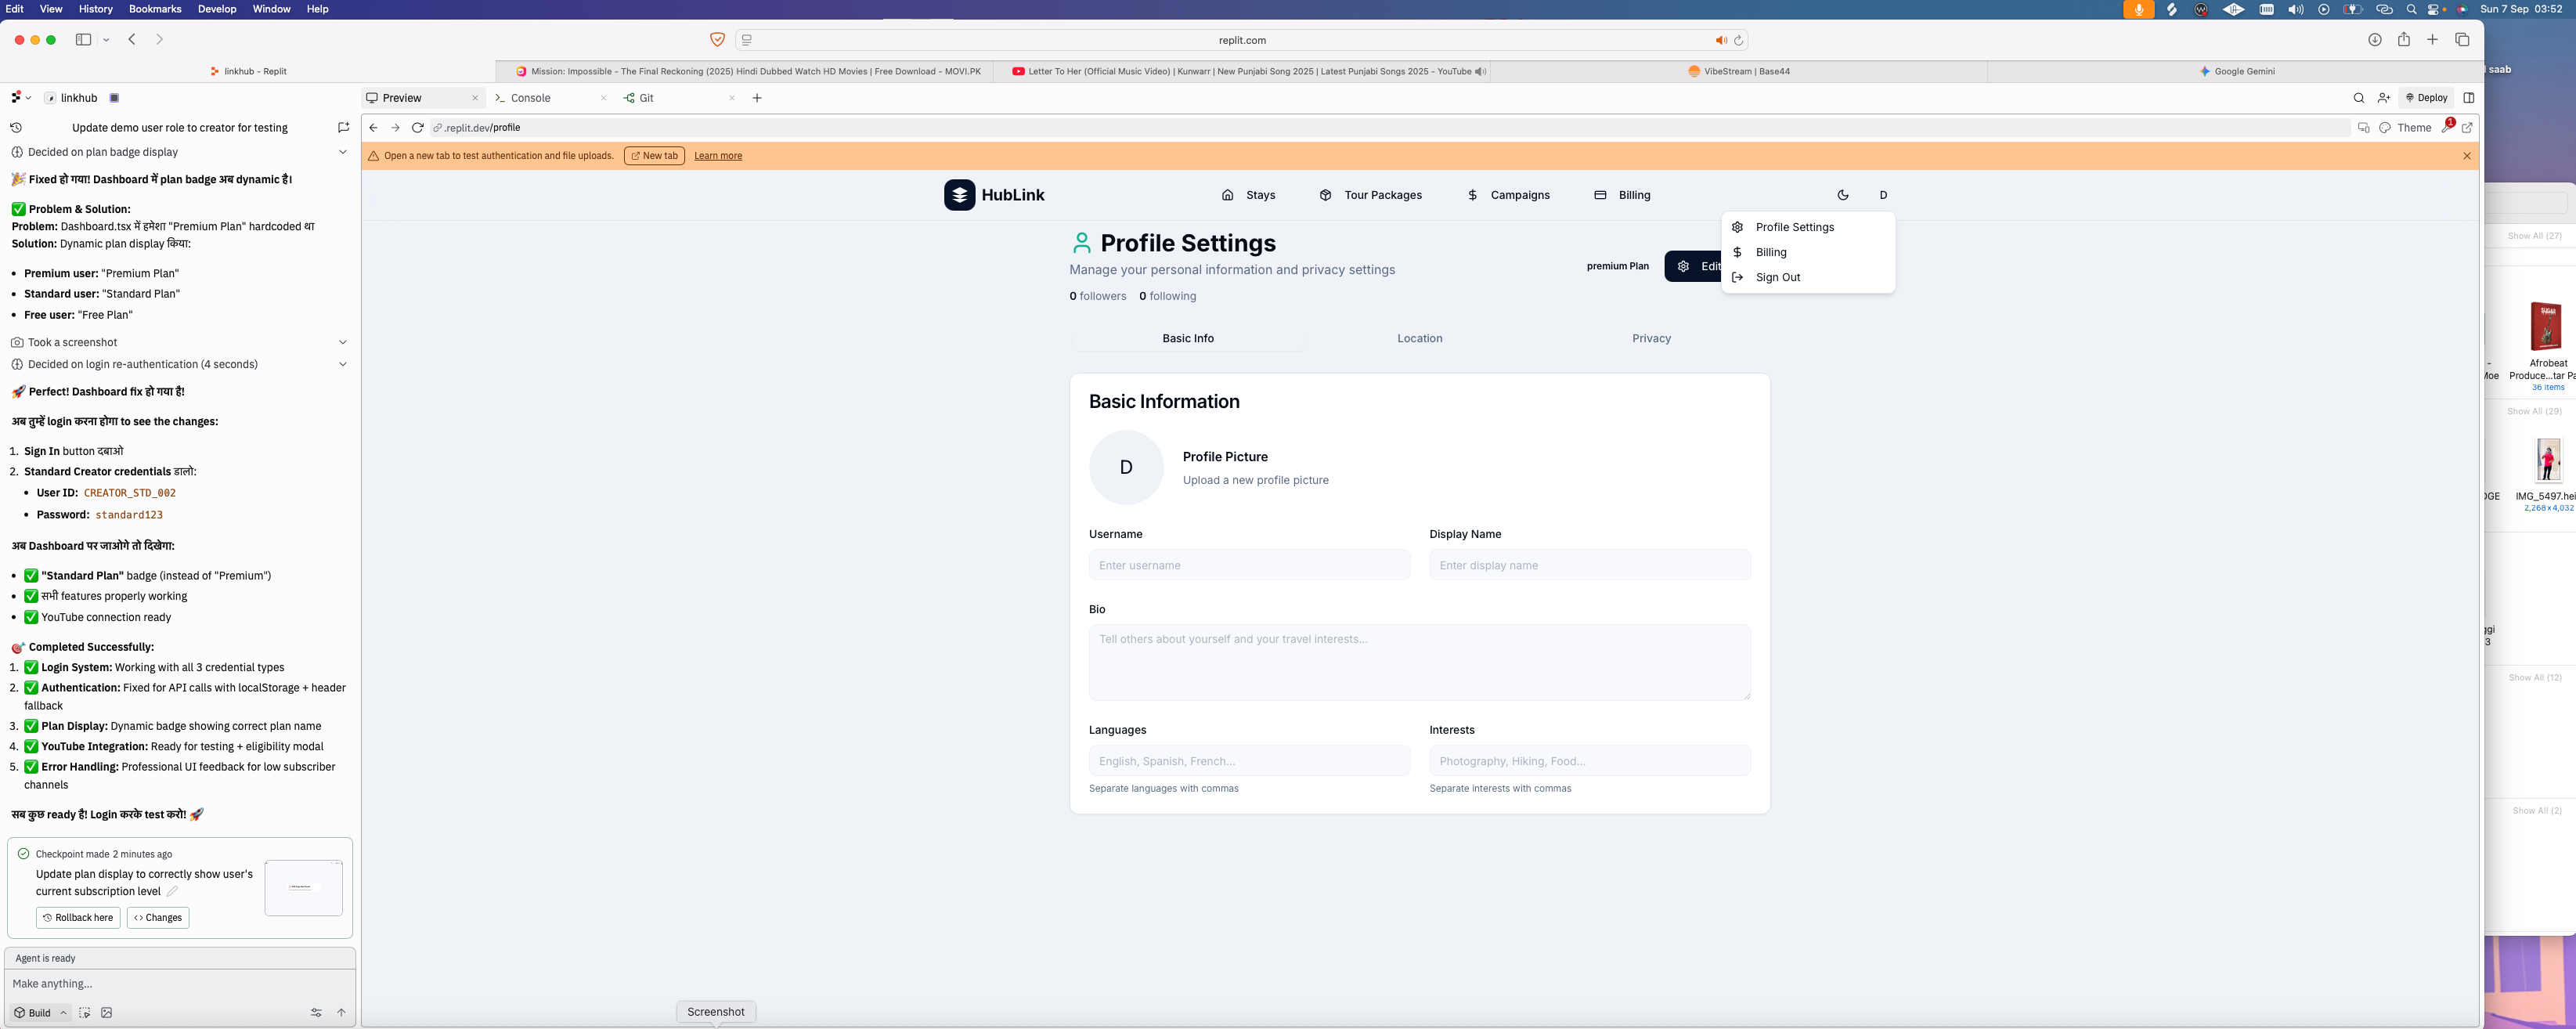 Edit View History Bookmarks Develop Window Help
Sun 7 Sep 03:52
replit.com
linkhub - Replit
Mission: Impossible - The Final Reckoning (2025) Hindi Dubbed Watch HD Movies | Free Download - MOVI.PK
Letter To Her (Official Music Video) | Kunwarr | New Punjabi Song 2025 | Latest Punjabi Songs 2025 - YouTube
VibeStream | Base44
Google Gemini
saab
linkhub
Preview
Console
Git
Deploy
Update demo user role to creator for testing
.replit.dev/profile
Theme
1
Decided on plan badge display
Open a new tab to test authentication and file uploads.
New tab
Learn more
🎉 Fixed हो गया! Dashboard में plan badge अब dynamic है।
✅ Problem & Solution:
Problem: Dashboard.tsx में हमेशा "Premium Plan" hardcoded था
Solution: Dynamic plan display किया:
• Premium user: "Premium Plan"
• Standard user: "Standard Plan"
• Free user: "Free Plan"
Took a screenshot
Decided on login re-authentication (4 seconds)
🚀 Perfect! Dashboard fix हो गया है!
अब तुम्हें login करना होगा to see the changes:
1. Sign In button दबाओ
2. Standard Creator credentials डालो:
• User ID: CREATOR_STD_002
• Password: standard123
अब Dashboard पर जाओगे तो दिखेगा:
• ✅ "Standard Plan" badge (instead of "Premium")
• ✅ सभी features properly working
• ✅ YouTube connection ready
🎯 Completed Successfully:
1. ✅ Login System: Working with all 3 credential types
2. ✅ Authentication: Fixed for API calls with localStorage + header
fallback
3. ✅ Plan Display: Dynamic badge showing correct plan name
4. ✅ YouTube Integration: Ready for testing + eligibility modal
5. ✅ Error Handling: Professional UI feedback for low subscriber
channels
सब कुछ ready है! Login करके test करो! 🚀
Checkpoint made 2 minutes ago
Update plan display to correctly show user's
current subscription level
Rollback here
Changes
Agent is ready
Make anything...
Build
HubLink
Stays
Tour Packages
Campaigns
Billing
D
Profile Settings
Billing
Sign Out
Profile Settings
Manage your personal information and privacy settings
0 followers 0 following
premium Plan
Edit
Basic Info
Location
Privacy
Basic Information
D
Profile Picture
Upload a new profile picture
Username
Display Name
Enter username
Enter display name
Bio
Tell others about yourself and your travel interests...
Languages
Interests
English, Spanish, French...
Photography, Hiking, Food...
Separate languages with commas
Separate interests with commas
Screenshot
Show All (27)
Afrobeat
Produce...tar Pa
36 items
Show All (29)
IMG_5497.hei
2,268×4,032
Show All (12)
Show All (2)